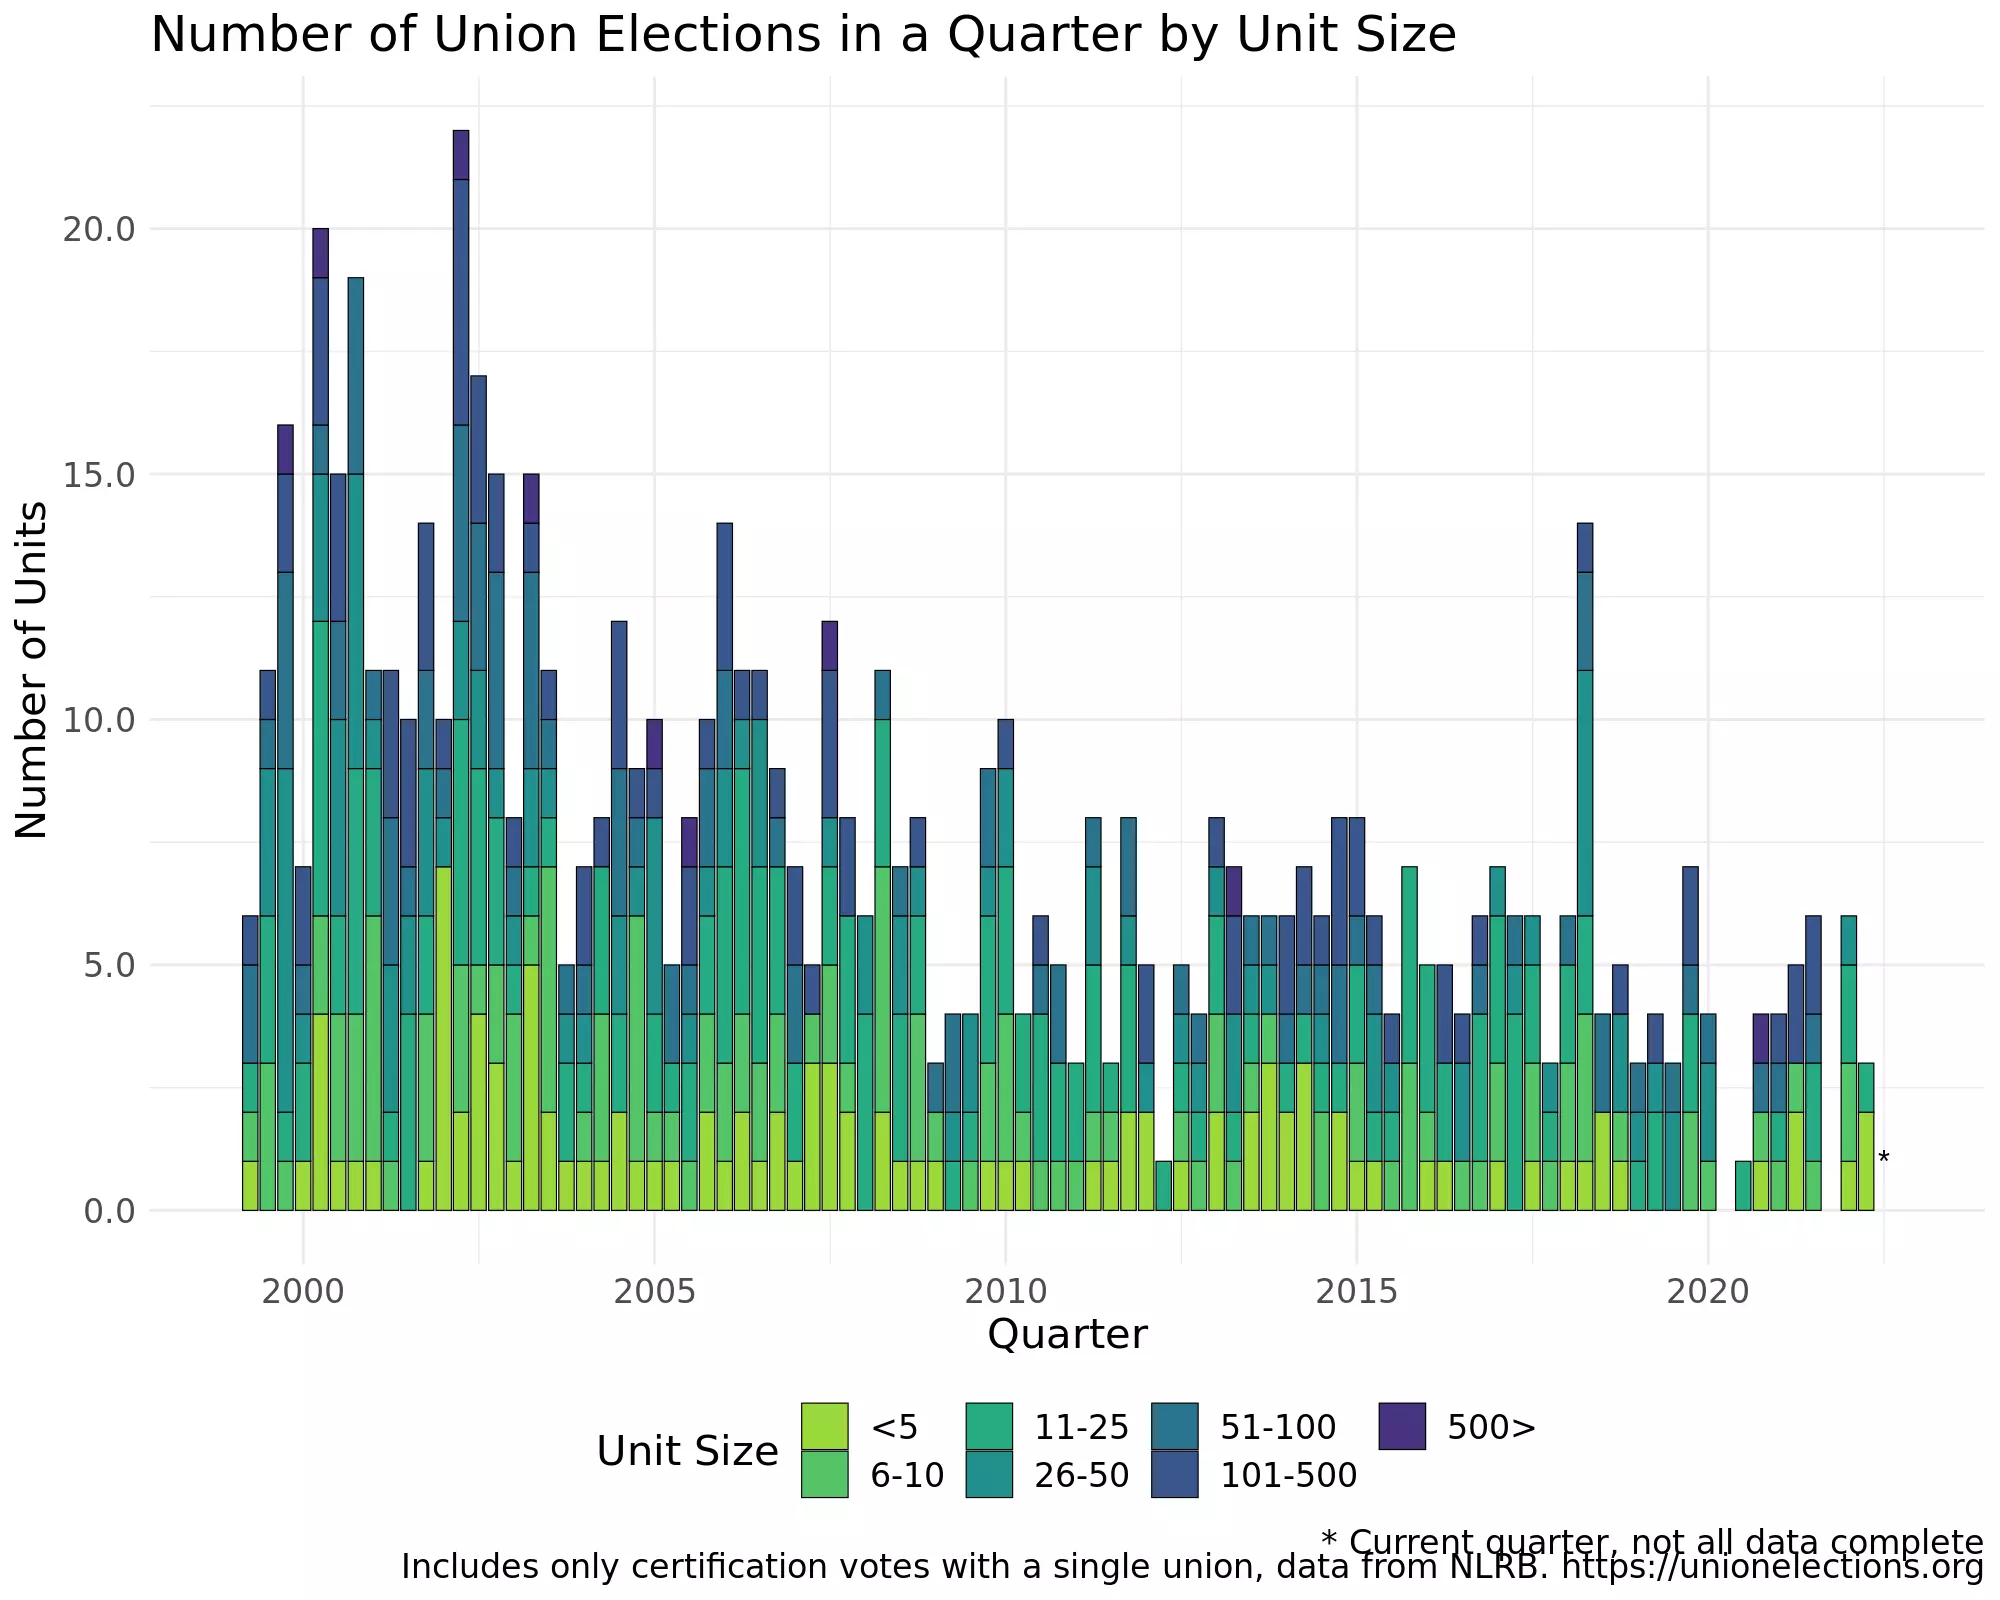 Number of Union Elections in a Quarter by Unit Size
Number of Units
20.0
15.0
10.0
5.0
0.0
*
2000 2005 2010 2015 2020
Quarter
Unit Size
<5 11-25 51-100 500>
6-10 26-50 101-500
* Current quarter, not all data complete
Includes only certification votes with a single union, data from NLRB. https://unionelections.org